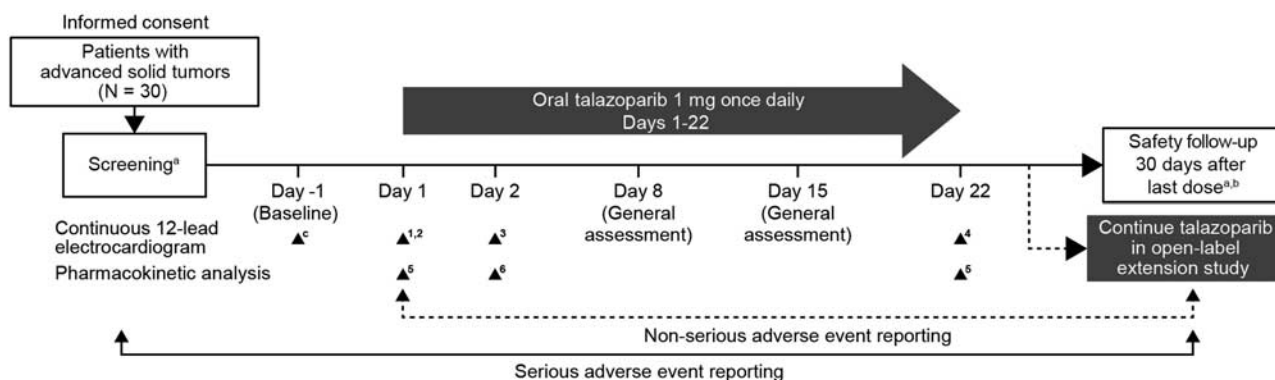 Informed consent
Patients with
advanced solid tumors
(N = 30)
Oral talazoparib 1 mg once daily
Days 1-22
Screeningᵃ
Safety follow-up
30 days after
last doseᵃ,ᵇ
Day -1
(Baseline)
Day 1
Day 2
Day 8
(General
assessment)
Day 15
(General
assessment)
Day 22
Continuous 12-lead
electrocardiogram
▲ᶜ
▲¹,²
▲³
▲⁴
Continue talazoparib
in open-label
extension study
Pharmacokinetic analysis
▲⁵
▲⁶
▲⁵
Non-serious adverse event reporting
Serious adverse event reporting